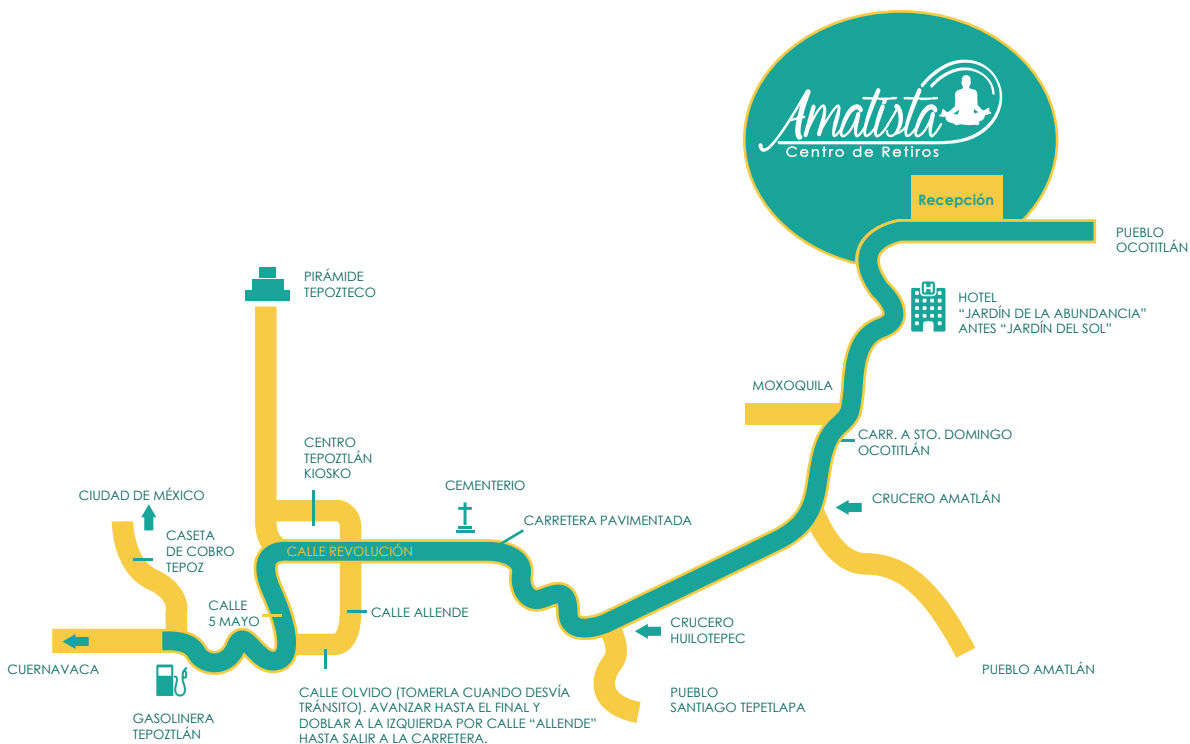 Amatista
Centro de Retiros
Recepción
PUEBLO
OCOTITLÁN
PIRÁMIDE
TEPOZTECO
H
HOTEL
“JARDÍN DE LA ABUNDANCIA”
ANTES “JARDÍN DEL SOL”
MOXOQUILA
CENTRO
TEPOZTLÁN
KIOSKO
CARR. A STO. DOMINGO
OCOTITLÁN
CIUDAD DE MÉXICO
CEMENTERIO
CRUCERO AMATLÁN
CASETA
DE COBRO
TEPOZ
CARRETERA PAVIMENTADA
CALLE REVOLUCIÓN
CALLE
5 MAYO
CALLE ALLENDE
CRUCERO
HUILOTEPEC
CUERNAVACA
PUEBLO AMATLÁN
GASOLINERA
TEPOZTLÁN
CALLE OLVIDO (TOMERLA CUANDO DESVÍA
TRÁNSITO). AVANZAR HASTA EL FINAL Y
DOBLAR A LA IZQUIERDA POR CALLE “ALLENDE”
HASTA SALIR A LA CARRETERA.
PUEBLO
SANTIAGO TEPETLAPA